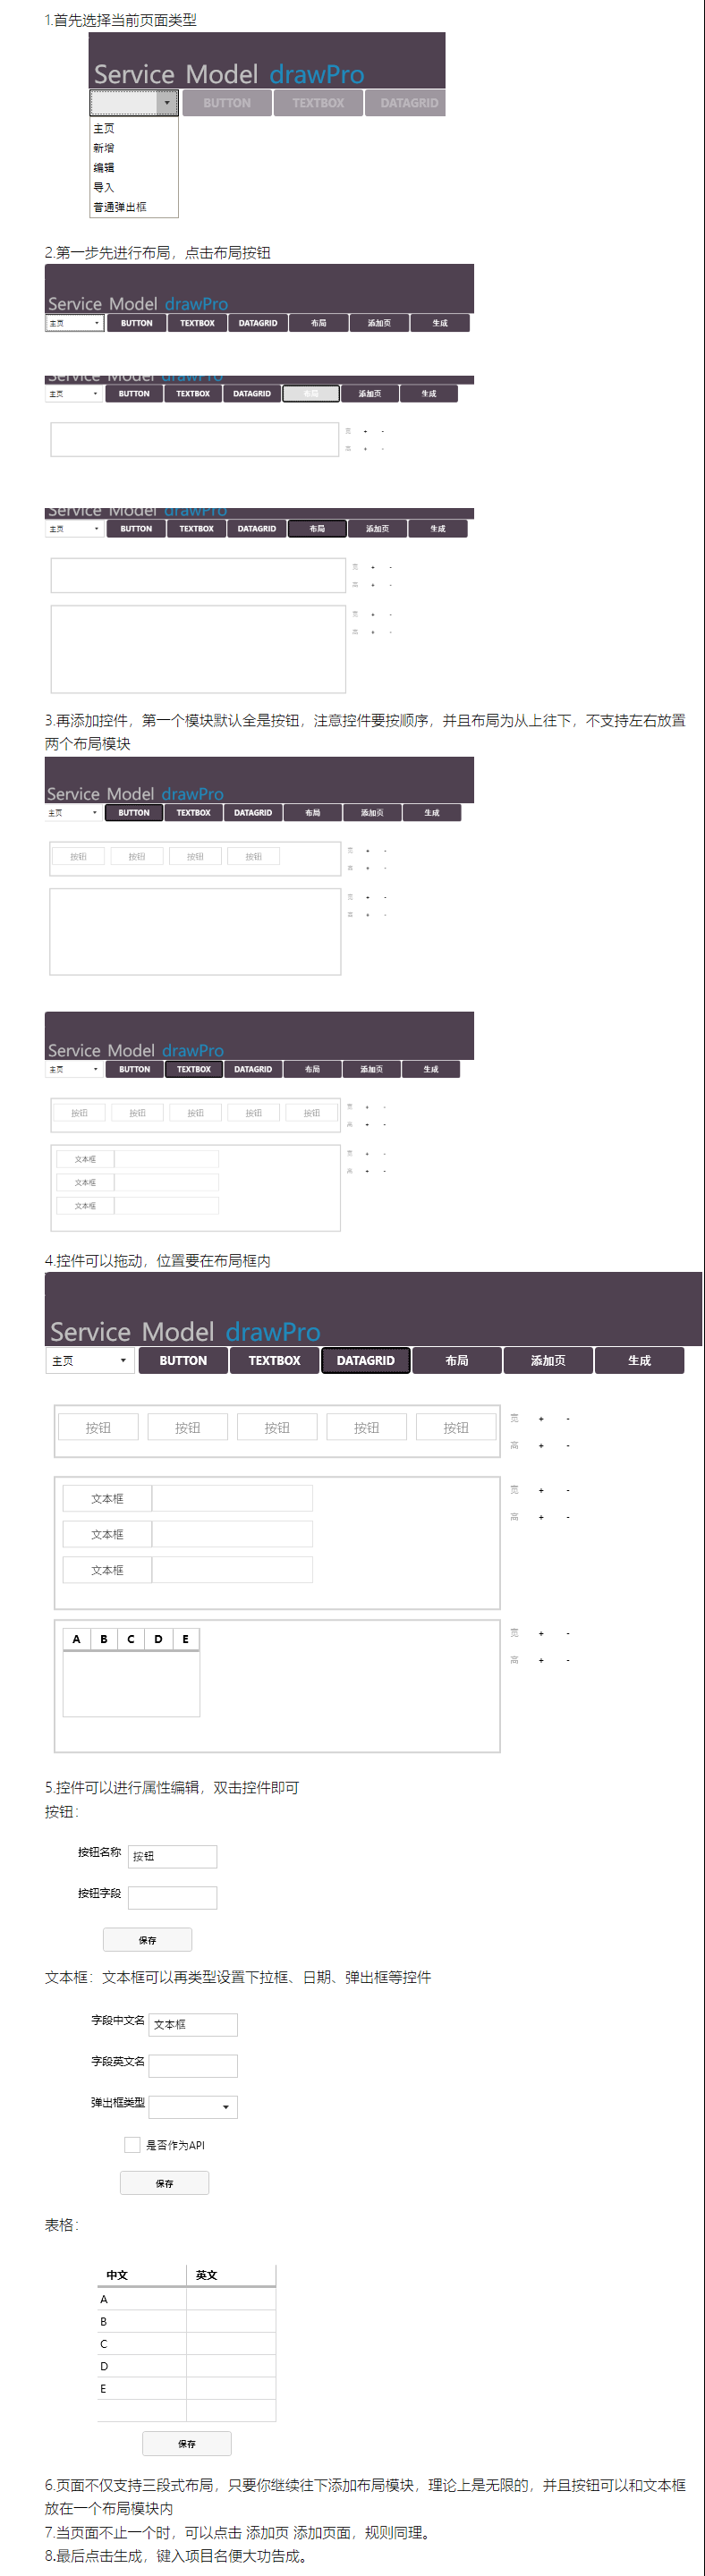 1.首先选择当前页面类型
Service Model drawPro
BUTTON TEXTBOX DATAGRID
主页
新增
编辑
导入
普通弹出框
2.第一步先进行布局，点击布局按钮
Service Model drawPro
主页 BUTTON TEXTBOX DATAGRID 布局 添加页 生成
Service Model drawPro
主页 BUTTON TEXTBOX DATAGRID 布局 添加页 生成
宽 + -
高 + -
Service Model drawPro
主页 BUTTON TEXTBOX DATAGRID 布局 添加页 生成
宽 + -
高 + -
宽 + -
高 + -
3.再添加控件，第一个模块默认全是按钮，注意控件要按顺序，并且布局为从上往下，不支持左右放置
两个布局模块
Service Model drawPro
主页 BUTTON TEXTBOX DATAGRID 布局 添加页 生成
按钮 按钮 按钮 按钮 宽 + -
高 + -
宽 + -
高 + -
Service Model drawPro
主页 BUTTON TEXTBOX DATAGRID 布局 添加页 生成
按钮 按钮 按钮 按钮 按钮 宽 + -
高 + -
文本框 宽 + -
文本框 高 + -
文本框
4.控件可以拖动，位置要在布局框内
Service Model drawPro
主页 BUTTON TEXTBOX DATAGRID 布局 添加页 生成
按钮 按钮 按钮 按钮 按钮 宽 + -
高 + -
文本框 宽 + -
文本框 高 + -
文本框
A B C D E 宽 + -
高 + -
5.控件可以进行属性编辑，双击控件即可
按钮：
按钮名称 按钮
按钮字段
保存
文本框：文本框可以再类型设置下拉框、日期、弹出框等控件
字段中文名 文本框
字段英文名
弹出框类型
是否作为API
保存
表格：
中文 英文
A
B
C
D
E
保存
6.页面不仅支持三段式布局，只要你继续往下添加布局模块，理论上是无限的，并且按钮可以和文本框
放在一个布局模块内
7.当页面不止一个时，可以点击 添加页 添加页面，规则同理。
8.最后点击生成，键入项目名便大功告成。